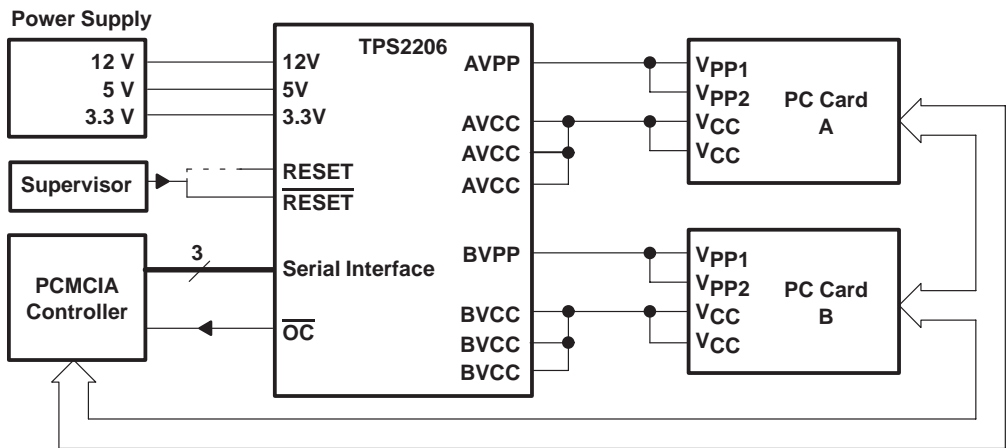 Power Supply
12 V
5 V
3.3 V
Supervisor
3
PCMCIA
Controller
TPS2206
12V
5V
3.3V
RESET
RESET
Serial Interface
OC
AVPP
AVCC
AVCC
AVCC
BVPP
BVCC
BVCC
BVCC
VPP1
VPP2
VCC
VCC
PC Card
A
VPP1
VPP2
VCC
VCC
PC Card
B